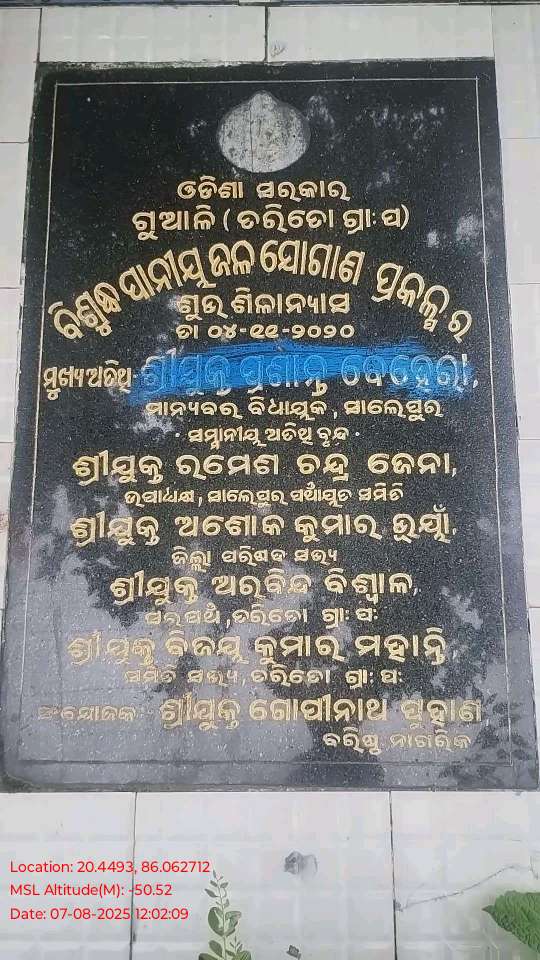 ଓଡିଶା ସରକାର
ଗୁଆଳି ( ତରିତୋ ଗ୍ରା: ପ)
ବିଶୁଦ୍ଧ ପାନୀୟ ଜଳ ଯୋଗାଣ ପ୍ରକଳ୍ପ ର
ଶୁଭ ଶିଳାନ୍ୟାସ
ତା ୦୪-୧୧-୨୦୨୦
ମୁଖ୍ୟଅତିଥି ଶ୍ରୀଯୁକ୍ତ ପ୍ରଶାନ୍ତ ବେହେରା,
ମାନ୍ୟବର ବିଧାୟକ, ସାଲେପୁର
• ସମ୍ମାନୀୟ ଅତିଥି ବୃନ୍ଦ •
ଶ୍ରୀଯୁକ୍ତ ରମେଶ ଚନ୍ଦ୍ର ଜେନା,
ଉପାଧ୍ୟକ୍ଷ, ସାଲେପୁର ପଞ୍ଚାୟତ ସମିତି
ଶ୍ରୀଯୁକ୍ତ ଅଶୋକ କୁମାର ଭୂୟାଁ,
ଜିଲ୍ଲା ପରିଷଦ ସଭ୍ୟ
ଶ୍ରୀଯୁକ୍ତ ଅରବିନ୍ଦ ବିଶ୍ୱାଳ,
ସରପଞ୍ଚ, ତରିତୋ ଗ୍ରା: ପ:
ଶ୍ରୀଯୁକ୍ତ ବିଜୟ କୁମାର ମହାନ୍ତି,
ସମିତି ସଭ୍ୟ, ତରିତୋ ଗ୍ରା: ପ:
ସଂଯୋଜକ - ଶ୍ରୀଯୁକ୍ତ ଗୋପୀନାଥ ପ୍ରହାଣ
ବରିଷ୍ଠ ନାଗରିକ
Location: 20.4493, 86.062712
MSL Altitude(M): -50.52
Date: 07-08-2025 12:02:09